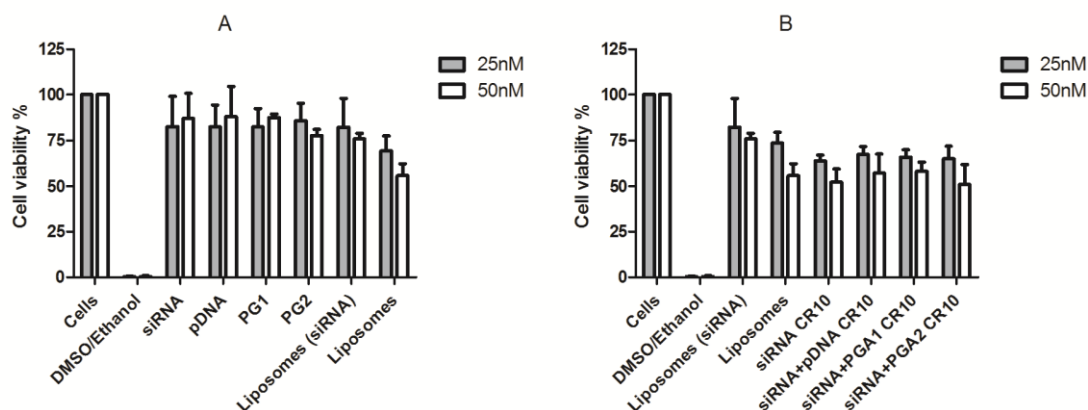 A
125
100
75
50
25
0
Cell viability %
25nM
50nM
Cells
DMSO/Ethanol
siRNA
pDNA
PG1
PG2
Liposomes (siRNA)
Liposomes
B
125
100
75
50
25
0
Cell viability %
25nM
50nM
Cells
DMSO/Ethanol
Liposomes (siRNA)
Liposomes
siRNA CR10
siRNA+pDNA CR10
siRNA+PGA1 CR10
siRNA+PGA2 CR10